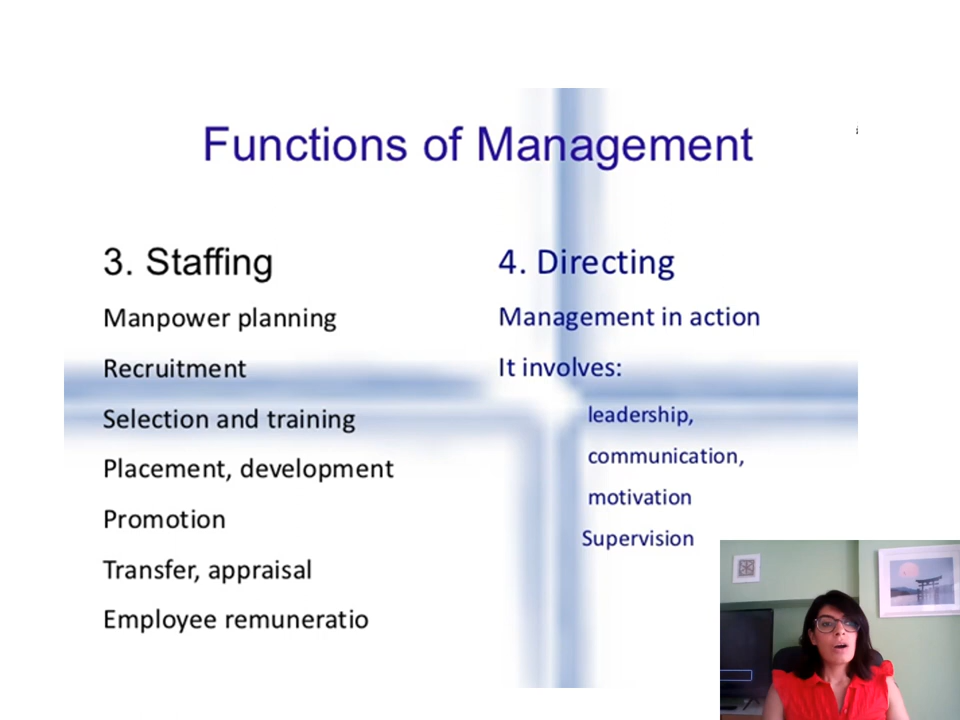 Functions of Management
3. Staffing
Manpower planning
Recruitment
Selection and training
Placement, development
Promotion
Transfer, appraisal
Employee remuneratio
4. Directing
Management in action
It involves:
leadership,
communication,
motivation
Supervision